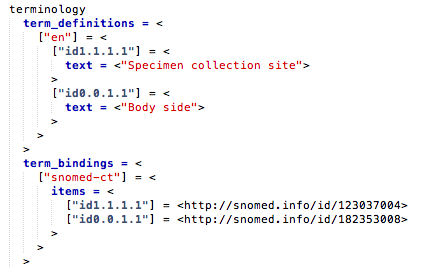 terminology
term_definitions = <
["en"] = <
["id1.1.1.1"] = <
text = <"Specimen collection site">
>
["id0.0.1.1"] = <
text = <"Body side">
>
>
>
term_bindings = <
["snomed-ct"] = <
items = <
["id1.1.1.1"] = <http://snomed.info/id/123037004>
["id0.0.1.1"] = <http://snomed.info/id/182353008>
>
>
>